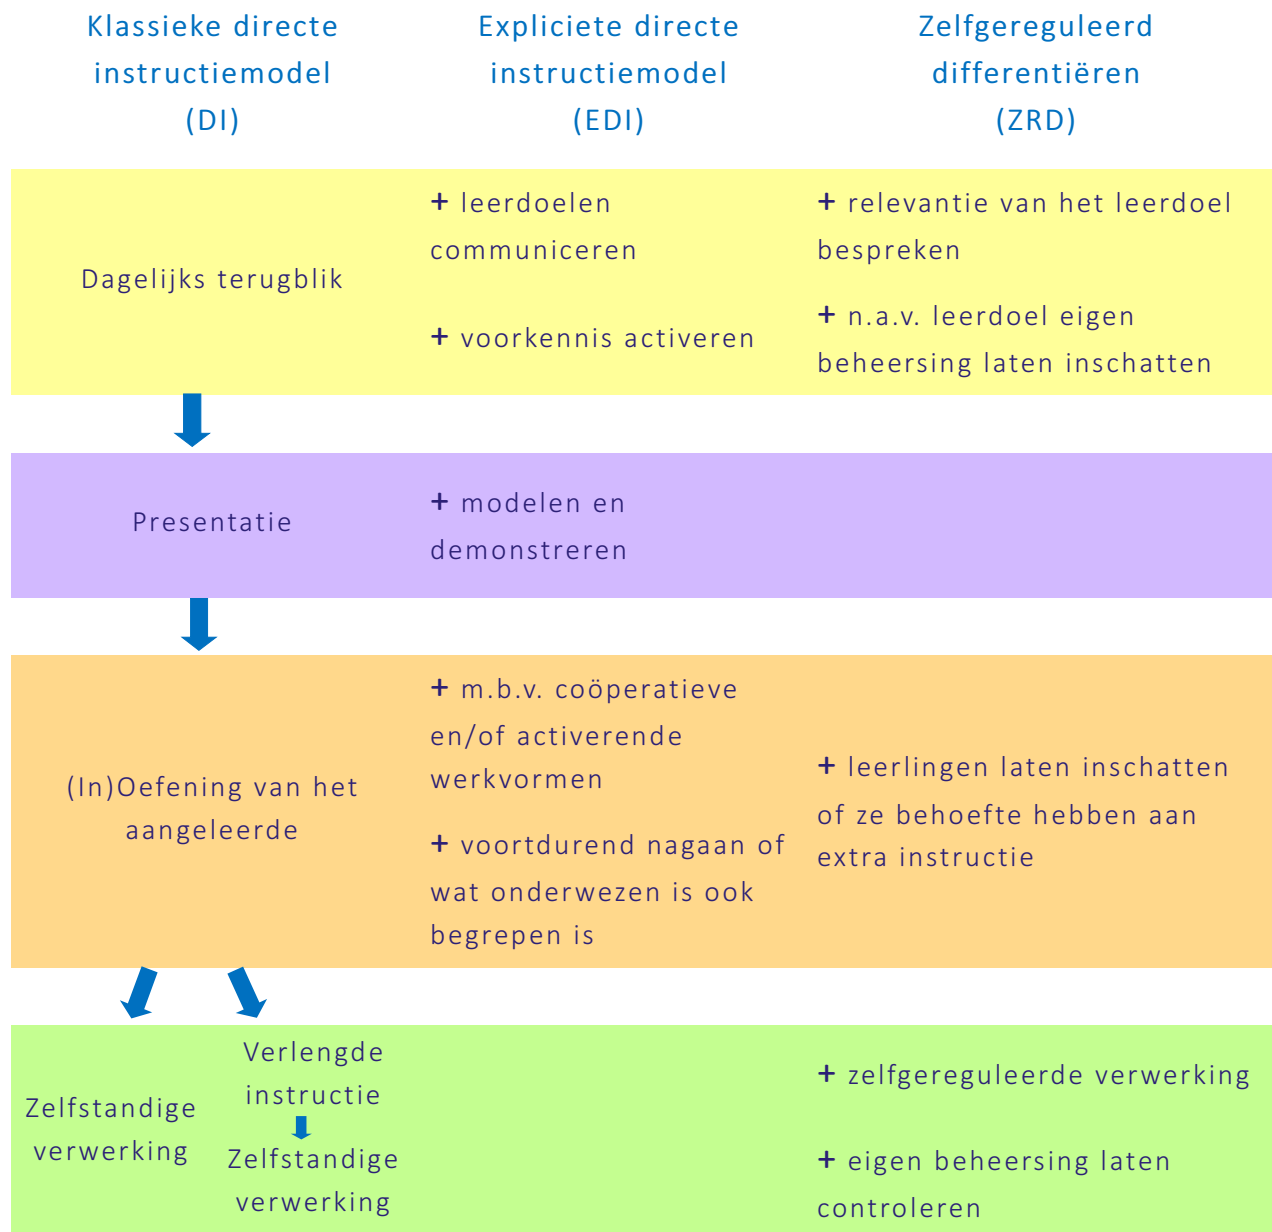 Klassieke directe
instructiemodel
(DI)
Expliciete directe
instructiemodel
(EDI)
Zelfgereguleerd
differentiëren
(ZRD)
Dagelijks terugblik
+ leerdoelen
communiceren
+ voorkennis activeren
+ relevantie van het leerdoel
bespreken
+ n.a.v. leerdoel eigen
beheersing laten inschatten
Presentatie
+ modelen en
demonstreren
(In)Oefening van het
aangeleerde
+ m.b.v. coöperatieve
en/of activerende
werkvormen
+ voortdurend nagaan of
wat onderwezen is ook
begrepen is
+ leerlingen laten inschatten
of ze behoefte hebben aan
extra instructie
Zelfstandige
verwerking
Verlengde
instructie
Zelfstandige
verwerking
+ zelfgereguleerde verwerking
+ eigen beheersing laten
controleren